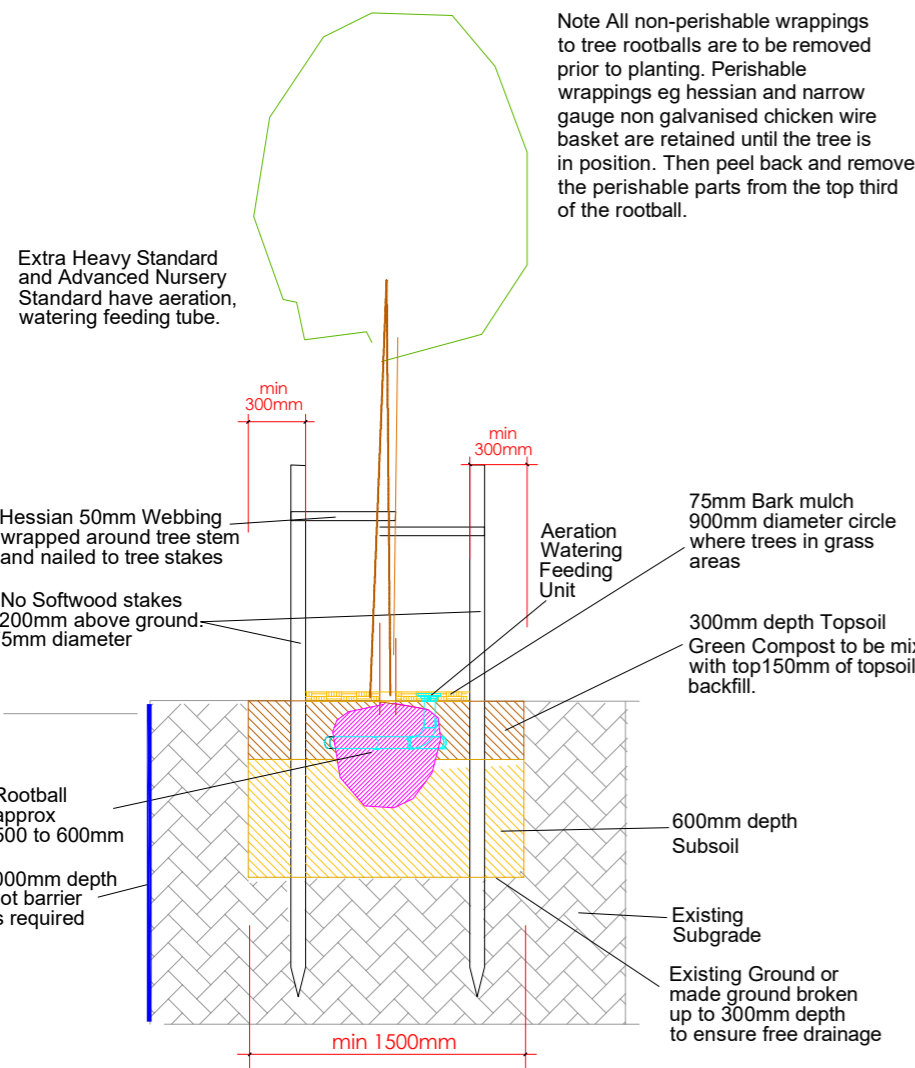 Note All non-perishable wrappings
to tree rootballs are to be removed
prior to planting. Perishable
wrappings eg hessian and narrow
gauge non galvanised chicken wire
basket are retained until the tree is
in position. Then peel back and remove
the perishable parts from the top third
of the rootball.
Extra Heavy Standard
and Advanced Nursery
Standard have aeration,
watering feeding tube.
min
300mm
min
300mm
Hessian 50mm Webbing
wrapped around tree stem
and nailed to tree stakes
Aeration
Watering
Feeding
Unit
75mm Bark mulch
900mm diameter circle
where trees in grass
areas
No Softwood stakes
200mm above ground.
5mm diameter
300mm depth Topsoil
Green Compost to be mix
with top150mm of topsoil
backfill.
Rootball
approx
500 to 600mm
600mm depth
Subsoil
000mm depth
ot barrier
s required
Existing
Subgrade
Existing Ground or
made ground broken
up to 300mm depth
to ensure free drainage
min 1500mm